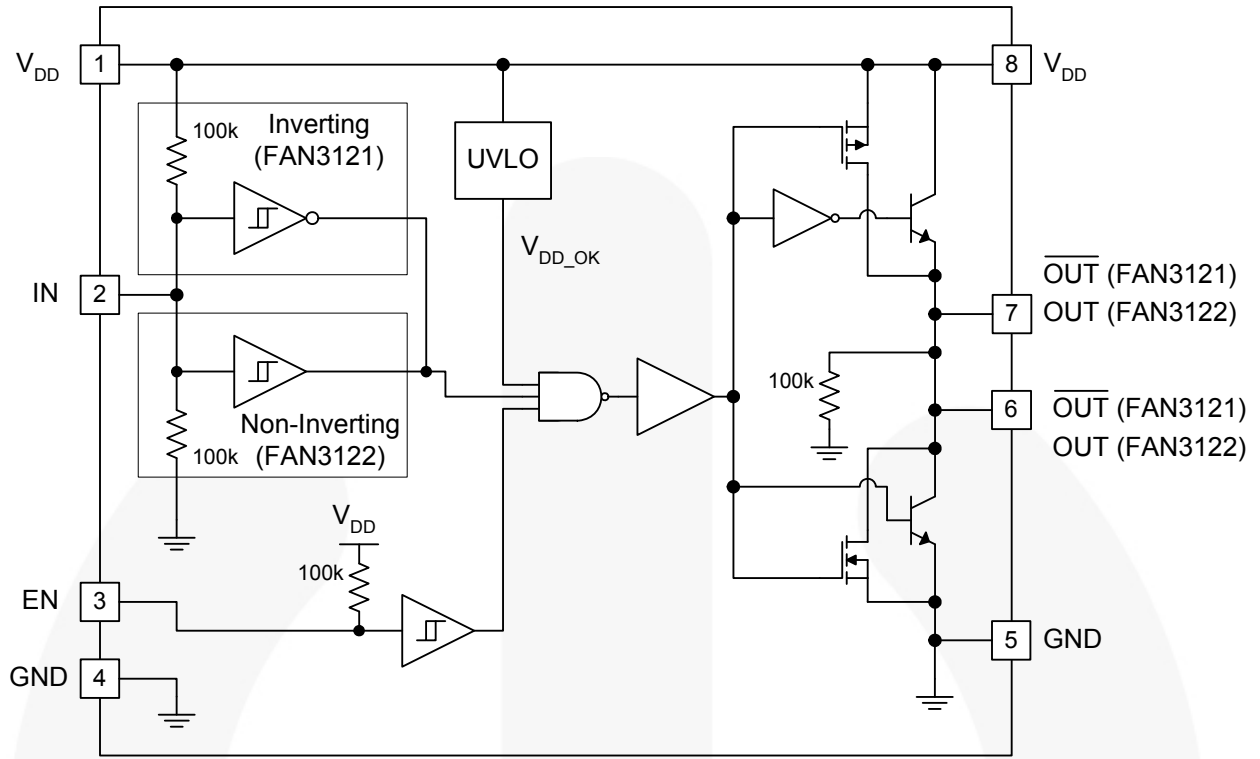 V_DD 1
8 V_DD
100k
Inverting
(FAN3121)
UVLO
V_DD_OK
IN 2
OUT (FAN3121)
7
OUT (FAN3122)
100k
6
OUT (FAN3121)
OUT (FAN3122)
Non-Inverting
(FAN3122)
100k
V_DD
100k
EN 3
5 GND
GND 4